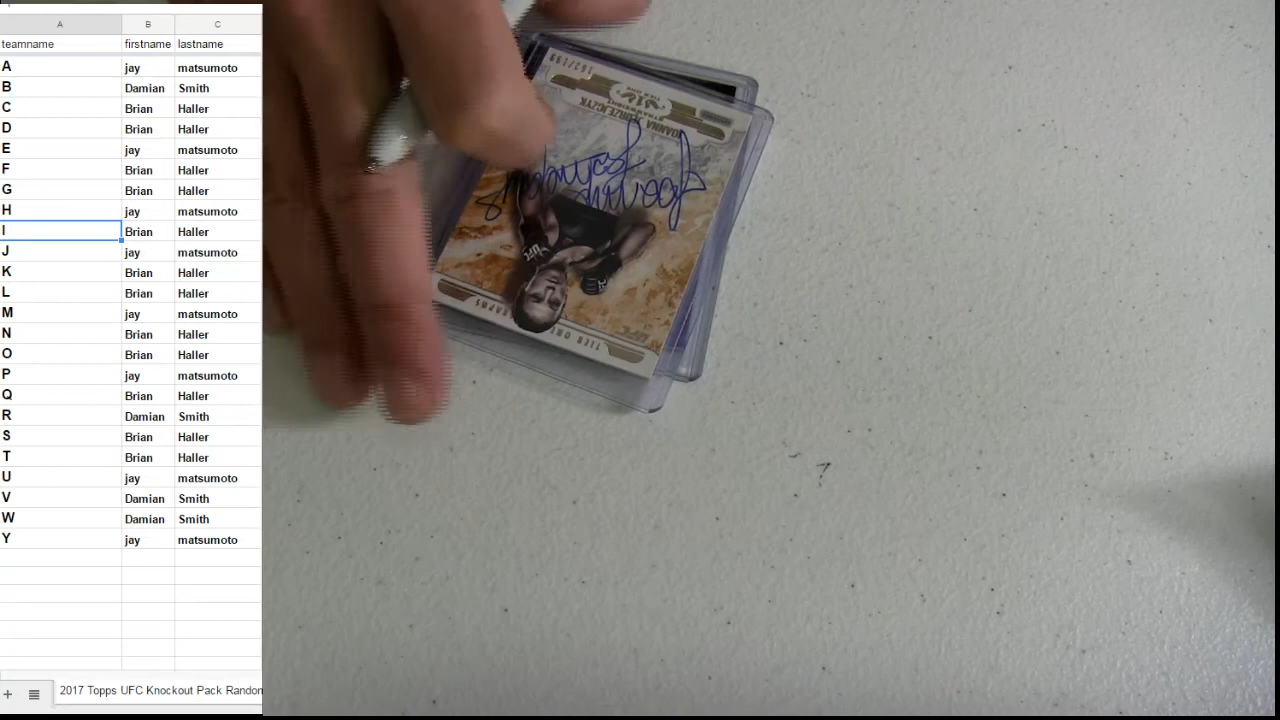 A B C
teamname firstname lastname
A jay matsumoto
B Damian Smith
C Brian Haller
D Brian Haller
E jay matsumoto
F Brian Haller
G Brian Haller
H jay matsumoto
I Brian Haller
J jay matsumoto
K Brian Haller
L Brian Haller
M jay matsumoto
N Brian Haller
O Brian Haller
P jay matsumoto
Q Brian Haller
R Damian Smith
S Brian Haller
T Brian Haller
U jay matsumoto
V Damian Smith
W Damian Smith
Y jay matsumoto
2017 Topps UFC Knockout Pack Random
STRAWWEIGHT
UFC
TIER ONE